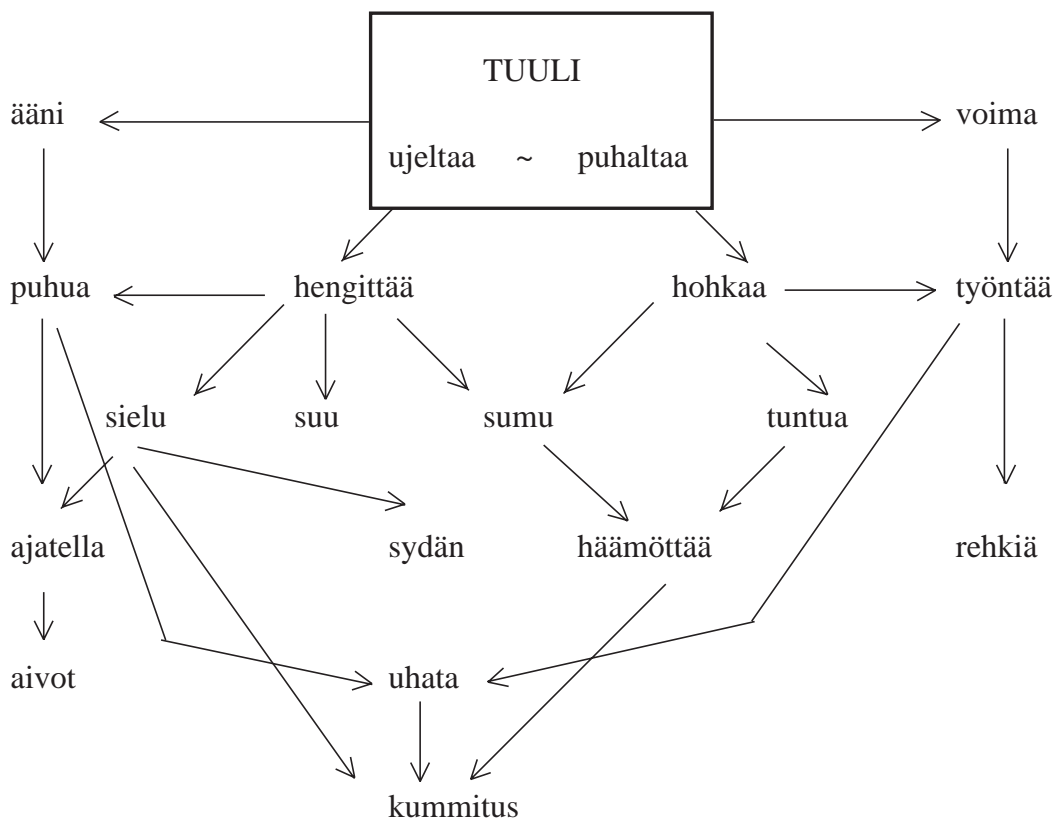 TUULI
ääni
voima
ujeltaa ~ puhaltaa
puhua hengittää hohkaa työntää
sielu suu sumu tuntua
ajatella sydän häämöttää rehkiä
aivot uhata
kummitus